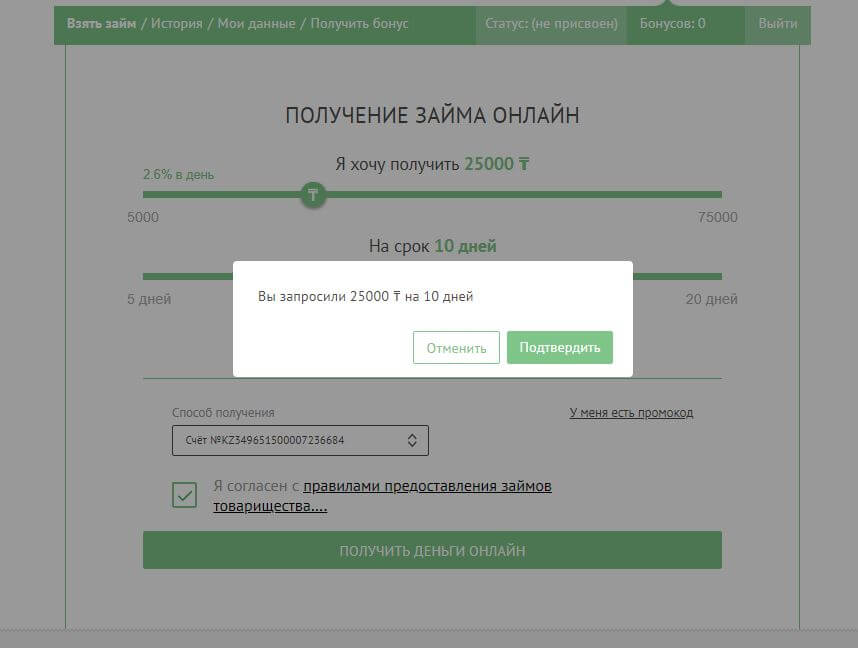 Взять займ / История / Мои данные / Получить бонус Статус: (не присвоен) Бонусов: 0 Выйти
ПОЛУЧЕНИЕ ЗАЙМА ОНЛАЙН
Я хочу получить 25000 ₸
2.6% в день
₸
5000 75000
На срок 10 дней
5 дней 20 дней
Вы запросили 25000 ₸ на 10 дней
Отменить Подтвердить
Способ получения У меня есть промокод
Счёт №KZ349651500007236684
Я согласен с правилами предоставления займов
товарищества....
ПОЛУЧИТЬ ДЕНЬГИ ОНЛАЙН